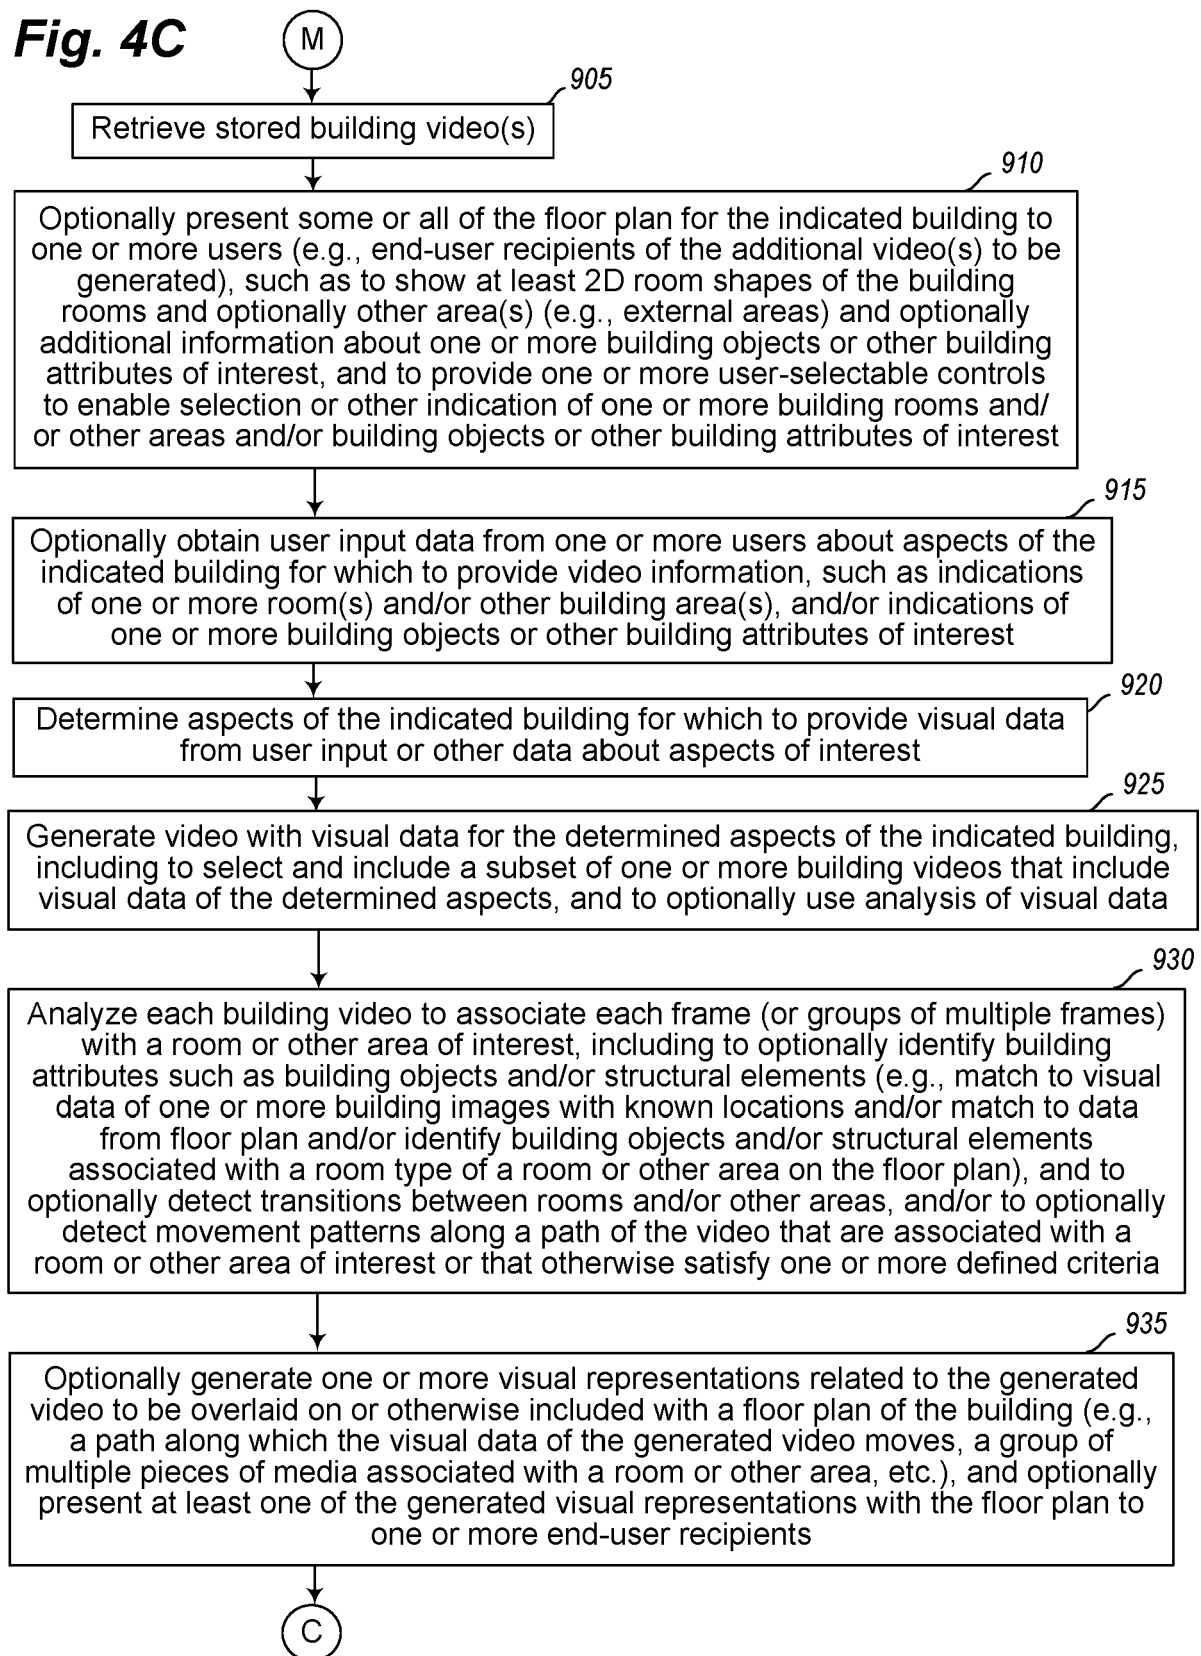 Fig. 4C
M
905
Retrieve stored building video(s)
910
Optionally present some or all of the floor plan for the indicated building to
one or more users (e.g., end-user recipients of the additional video(s) to be
generated), such as to show at least 2D room shapes of the building
rooms and optionally other area(s) (e.g., external areas) and optionally
additional information about one or more building objects or other building
attributes of interest, and to provide one or more user-selectable controls
to enable selection or other indication of one or more building rooms and/
or other areas and/or building objects or other building attributes of interest
915
Optionally obtain user input data from one or more users about aspects of the
indicated building for which to provide video information, such as indications
of one or more room(s) and/or other building area(s), and/or indications of
one or more building objects or other building attributes of interest
920
Determine aspects of the indicated building for which to provide visual data
from user input or other data about aspects of interest
925
Generate video with visual data for the determined aspects of the indicated building,
including to select and include a subset of one or more building videos that include
visual data of the determined aspects, and to optionally use analysis of visual data
930
Analyze each building video to associate each frame (or groups of multiple frames)
with a room or other area of interest, including to optionally identify building
attributes such as building objects and/or structural elements (e.g., match to visual
data of one or more building images with known locations and/or match to data
from floor plan and/or identify building objects and/or structural elements
associated with a room type of a room or other area on the floor plan), and to
optionally detect transitions between rooms and/or other areas, and/or to optionally
detect movement patterns along a path of the video that are associated with a
room or other area of interest or that otherwise satisfy one or more defined criteria
935
Optionally generate one or more visual representations related to the generated
video to be overlaid on or otherwise included with a floor plan of the building (e.g.,
a path along which the visual data of the generated video moves, a group of
multiple pieces of media associated with a room or other area, etc.), and optionally
present at least one of the generated visual representations with the floor plan to
one or more end-user recipients
C